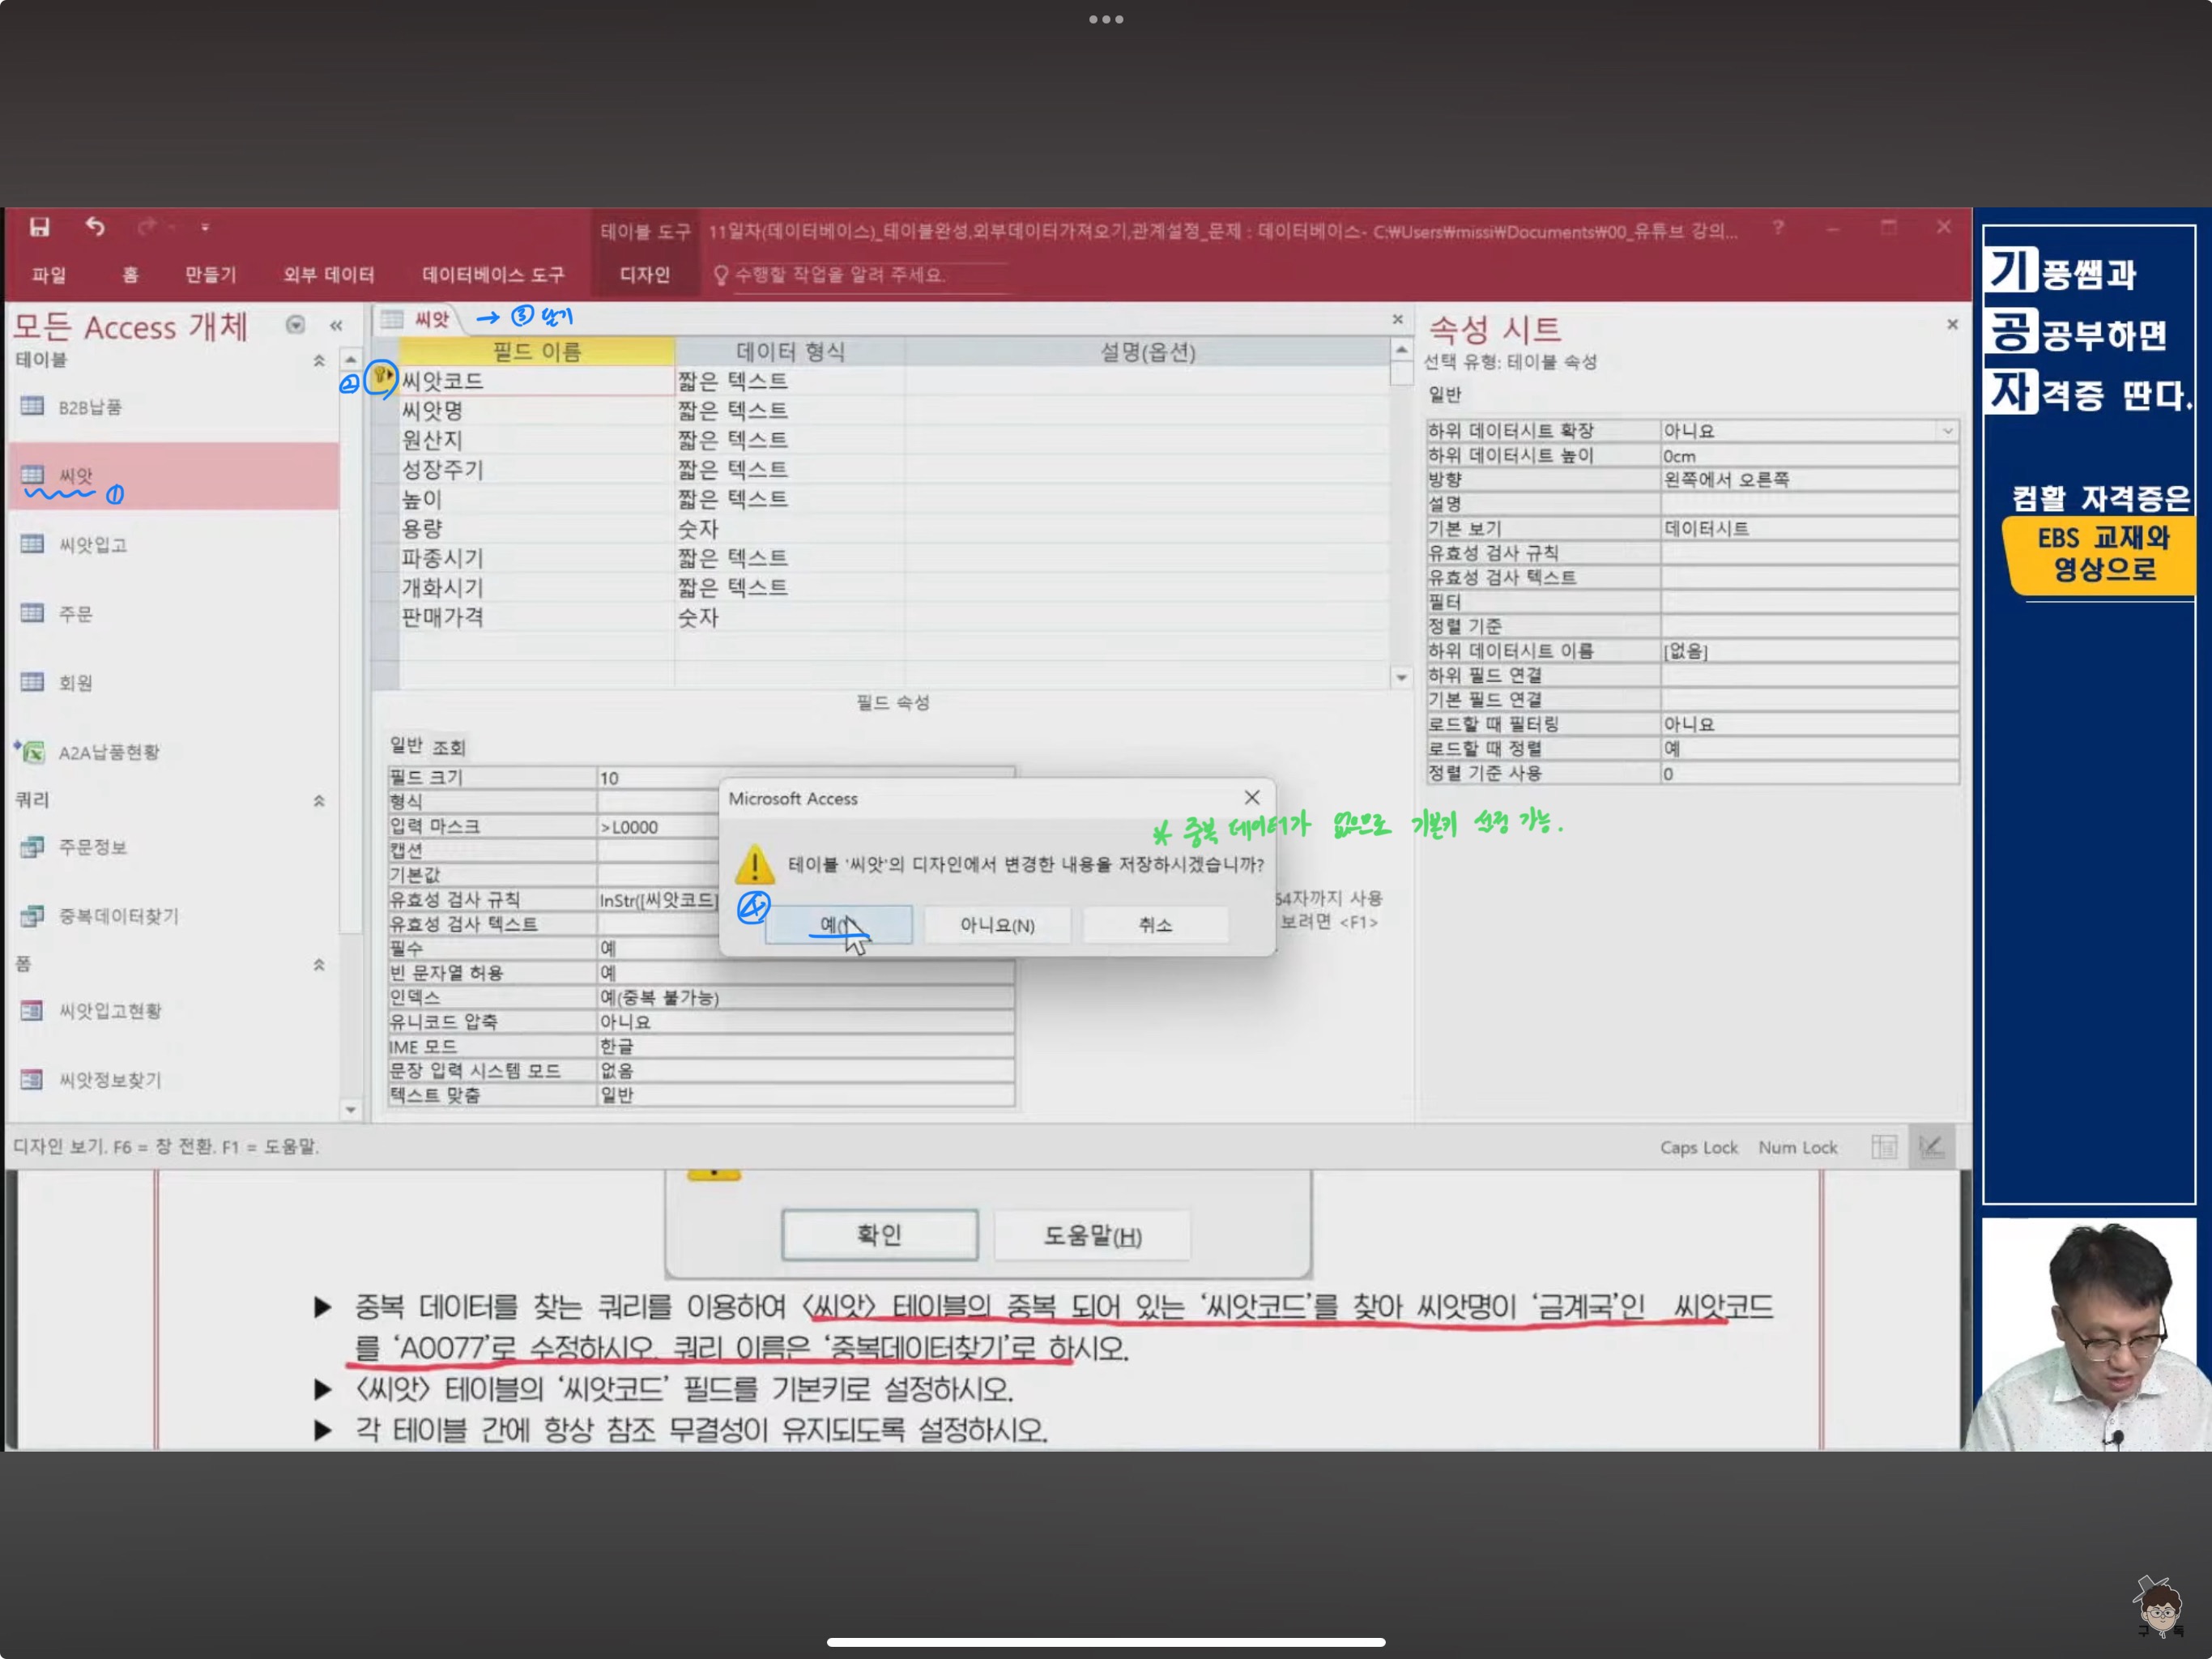 테이블 도구
11일차(데이터베이스)_테이블완성,외부데이터가져오기,관계설정_문제 : 데이터베이스- C:₩Users₩missi₩Documents₩00_유튜브 강의...
파일 홈 만들기 외부 데이터 데이터베이스 도구 디자인 수행할 작업을 알려 주세요.
모든 Access 개체
테이블
B2B납품
씨앗
①
씨앗입고
주문
회원
A2A납품현황
쿼리
주문정보
중복데이터찾기
폼
씨앗입고현황
씨앗정보찾기
씨앗 → ③ 닫기
필드 이름 데이터 형식 설명(옵션)
② 씨앗코드 짧은 텍스트
씨앗명 짧은 텍스트
원산지 짧은 텍스트
성장주기 짧은 텍스트
높이 짧은 텍스트
용량 숫자
파종시기 짧은 텍스트
개화시기 짧은 텍스트
판매가격 숫자
필드 속성
일반 조회
필드 크기 10
형식
입력 마스크 >L0000
캡션
기본값
유효성 검사 규칙 InStr([씨앗코드]
유효성 검사 텍스트
필수 예
빈 문자열 허용 예
인덱스 예(중복 불가능)
유니코드 압축 아니요
IME 모드 한글
문장 입력 시스템 모드 없음
텍스트 맞춤 일반
Microsoft Access
* 중복 데이터가 없으므로 기본키 설정 가능.
테이블 '씨앗'의 디자인에서 변경한 내용을 저장하시겠습니까?
④ 예( 아니요(N) 취소
64자까지 사용
보려면 <F1>
속성 시트
선택 유형: 테이블 속성
일반
하위 데이터시트 확장 아니요
하위 데이터시트 높이 0cm
방향 왼쪽에서 오른쪽
설명
기본 보기 데이터시트
유효성 검사 규칙
유효성 검사 텍스트
필터
정렬 기준
하위 데이터시트 이름 [없음]
하위 필드 연결
기본 필드 연결
로드할 때 필터링 아니요
로드할 때 정렬 예
정렬 기준 사용 0
디자인 보기. F6 = 창 전환. F1 = 도움말.
Caps Lock Num Lock
확인 도움말(H)
▶ 중복 데이터를 찾는 쿼리를 이용하여 〈씨앗〉 테이블의 중복 되어 있는 ‘씨앗코드’를 찾아 씨앗명이 ‘금계국’인 씨앗코드
를 ‘A0077’로 수정하시오. 쿼리 이름은 ‘중복데이터찾기’로 하시오.
▶ 〈씨앗〉 테이블의 ‘씨앗코드’ 필드를 기본키로 설정하시오.
▶ 각 테이블 간에 항상 참조 무결성이 유지되도록 설정하시오.
기풍쌤과
공공부하면
자격증 딴다.
컴활 자격증은
EBS 교재와
영상으로
구독